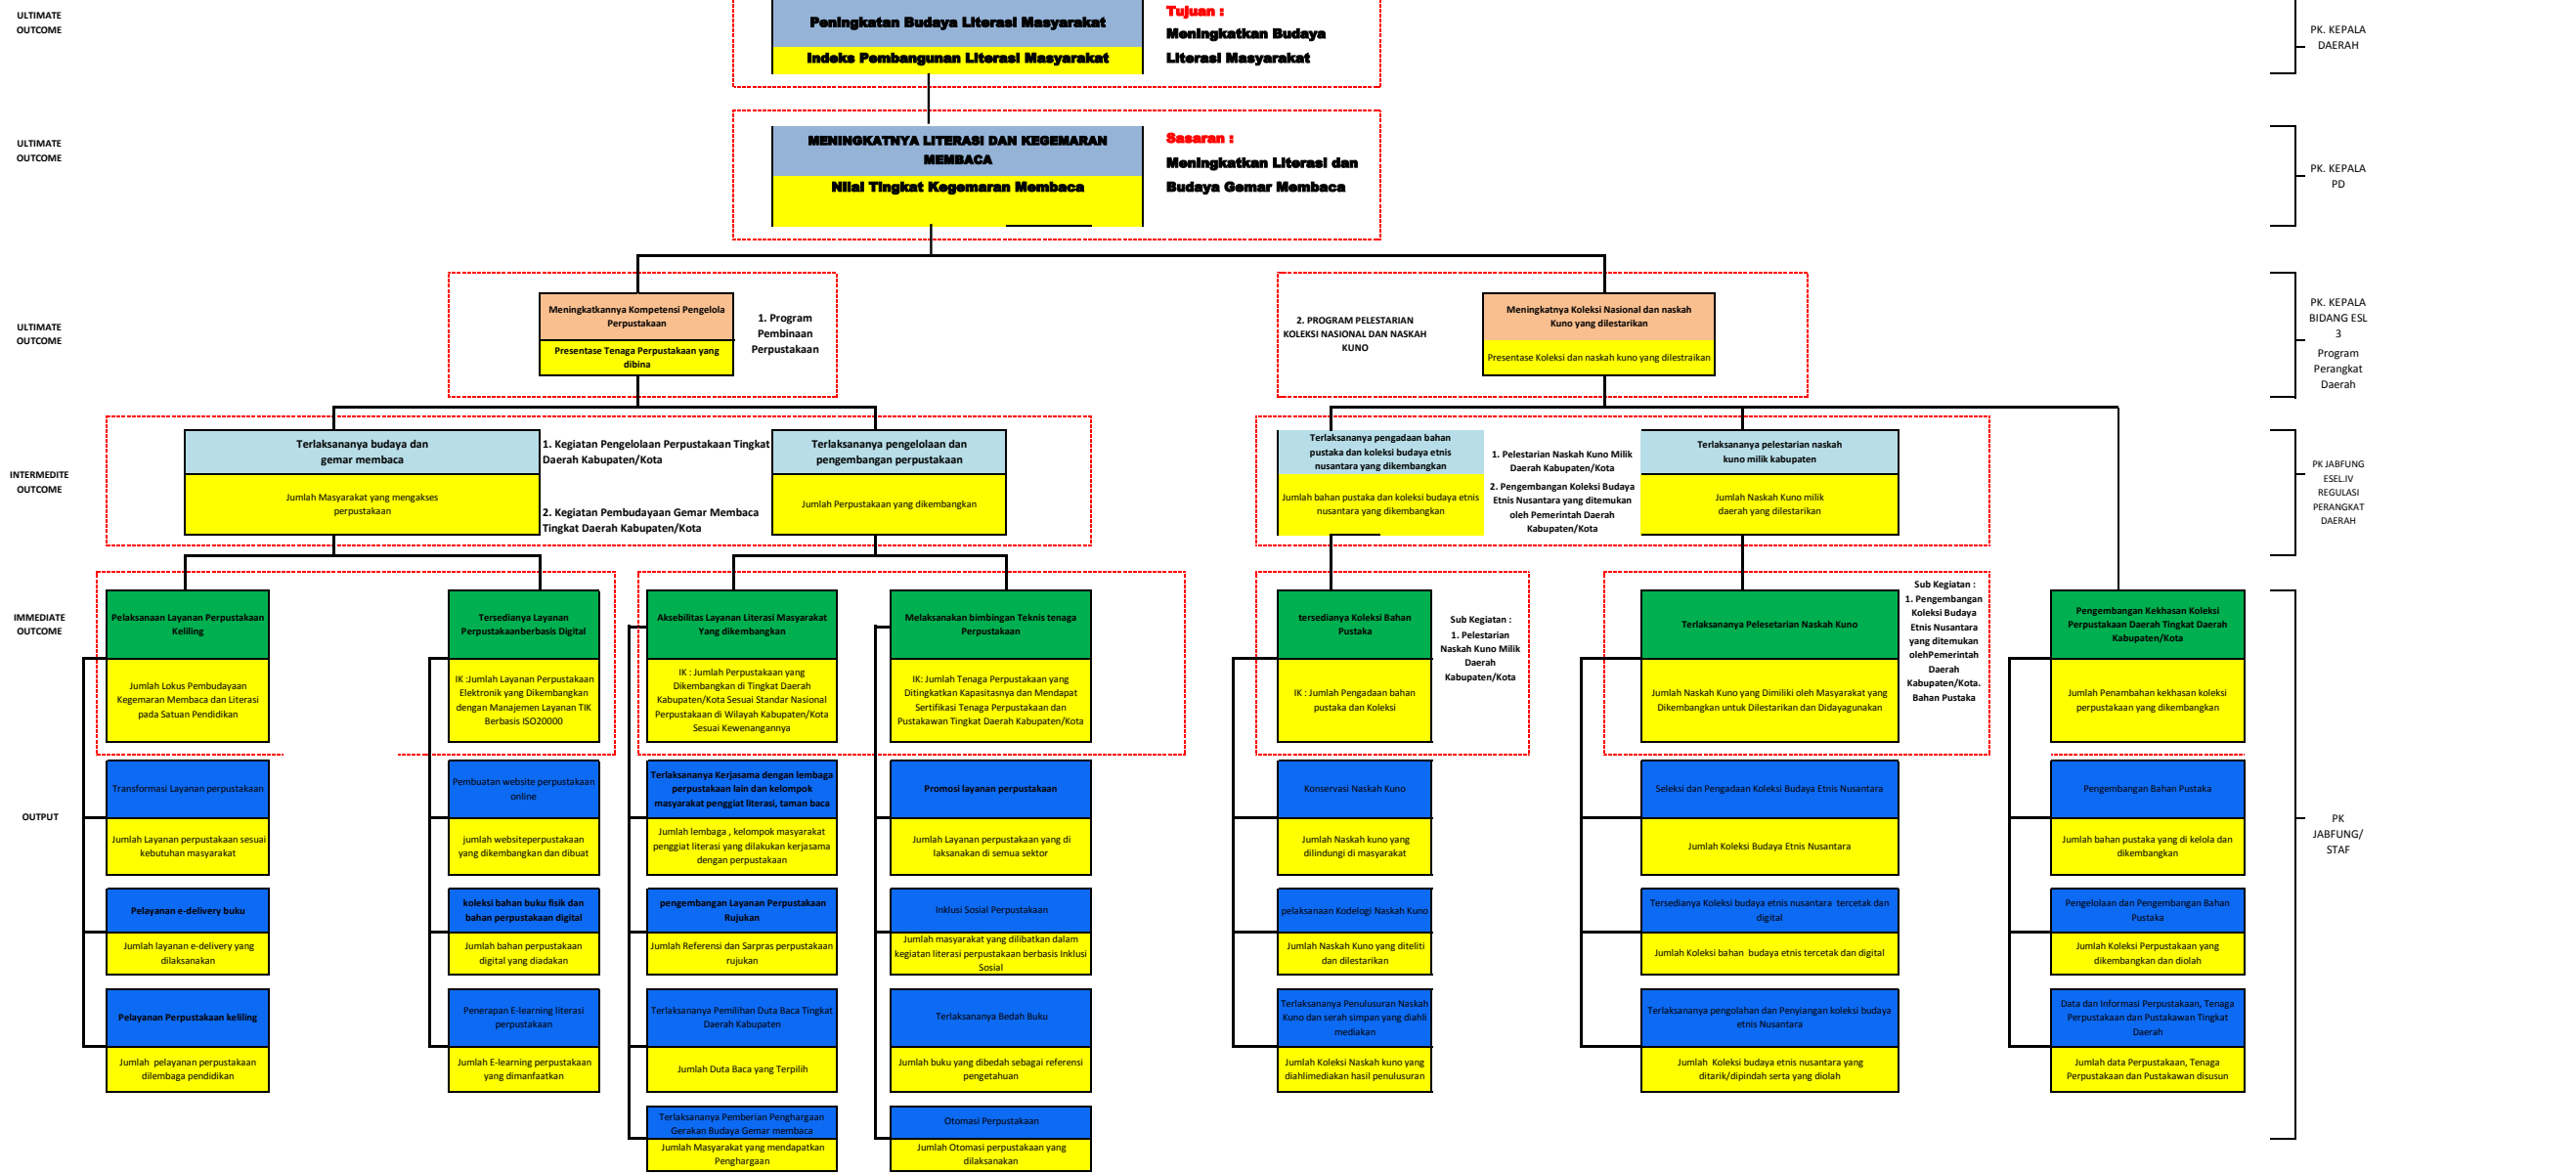 ULTIMATE
OUTCOME
Peningkatan Budaya Literasi Masyarakat
Indeks Pembangunan Literasi Masyarakat
Tujuan :
Meningkatkan Budaya
Literasi Masyarakat
PK. KEPALA
DAERAH
ULTIMATE
OUTCOME
MENINGKATNYA LITERASI DAN KEGEMARAN
MEMBACA
Nilai Tingkat Kegemaran Membaca
Sasaran :
Meningkatkan Literasi dan
Budaya Gemar Membaca
PK. KEPALA
PD
ULTIMATE
OUTCOME
Meningkatkannya Kompetensi Pengelola
Perpustakaan
Presentase Tenaga Perpustakaan yang
dibina
1. Program
Pembinaan
Perpustakaan
2. PROGRAM PELESTARIAN
KOLEKSI NASIONAL DAN NASKAH
KUNO
Meningkatnya Koleksi Nasional dan naskah
Kuno yang dilestarikan
Presentase Koleksi dan naskah kuno yang dilestraikan
PK. KEPALA
BIDANG ESL
3
Program
Perangkat
Daerah
INTERMEDITE
OUTCOME
Terlaksananya budaya dan
gemar membaca
Jumlah Masyarakat yang mengakses
perpustakaan
1. Kegiatan Pengelolaan Perpustakaan Tingkat
Daerah Kabupaten/Kota
2. Kegiatan Pembudayaan Gemar Membaca
Tingkat Daerah Kabupaten/Kota
Terlaksananya pengelolaan dan
pengembangan perpustakaan
Jumlah Perpustakaan yang dikembangkan
Terlaksananya pengadaan bahan
pustaka dan koleksi budaya etnis
nusantara yang dikembangkan
Jumlah bahan pustaka dan koleksi budaya etnis
nusantara yang dikembangkan
1. Pelestarian Naskah Kuno Milik
Daerah Kabupaten/Kota
2. Pengembangan Koleksi Budaya
Etnis Nusantara yang ditemukan
oleh Pemerintah Daerah
Kabupaten/Kota
Terlaksananya pelestarian naskah
kuno milik kabupaten
Jumlah Naskah Kuno milik
daerah yang dilestarikan
PK JABFUNG
ESEL.IV
REGULASI
PERANGKAT
DAERAH
IMMEDIATE
OUTCOME
Pelaksanaan Layanan Perpustakaan
Keliling
Jumlah Lokus Pembudayaan
Kegemaran Membaca dan Literasi
pada Satuan Pendidikan
Tersedianya Layanan
Perpustakaanberbasis Digital
IK :Jumlah Layanan Perpustakaan
Elektronik yang Dikembangkan
dengan Manajemen Layanan TIK
Berbasis ISO20000
Aksebilitas Layanan Literasi Masyarakat
Yang dikembangkan
IK : Jumlah Perpustakaan yang
Dikembangkan di Tingkat Daerah
Kabupaten/Kota Sesuai Standar Nasional
Perpustakaan di Wilayah Kabupaten/Kota
Sesuai Kewenangannya
Melaksanakan bimbingan Teknis tenaga
Perpustakaan
IK: Jumlah Tenaga Perpustakaan yang
Ditingkatkan Kapasitasnya dan Mendapat
Sertifikasi Tenaga Perpustakaan dan
Pustakawan Tingkat Daerah Kabupaten/Kota
tersedianya Koleksi Bahan
Pustaka
IK : Jumlah Pengadaan bahan
pustaka dan Koleksi
Sub Kegiatan :
1. Pelestarian
Naskah Kuno Milik
Daerah
Kabupaten/Kota
Terlaksananya Pelesetarian Naskah Kuno
Jumlah Naskah Kuno yang Dimiliki oleh Masyarakat yang
Dikembangkan untuk Dilestarikan dan Didayagunakan
Sub Kegiatan :
1. Pengembangan
Koleksi Budaya
Etnis Nusantara
yang ditemukan
olehPemerintah
Daerah
Kabupaten/Kota.
Bahan Pustaka
Pengembangan Kekhasan Koleksi
Perpustakaan Daerah Tingkat Daerah
Kabupaten/Kota
Jumlah Penambahan kekhasan koleksi
perpustakaan yang dikembangkan
OUTPUT
Transformasi Layanan perpustakaan
Jumlah Layanan perpustakaan sesuai
kebutuhan masyarakat
Pembuatan website perpustakaan
online
jumlah websiteperpustakaan
yang dikembangkan dan dibuat
Terlaksananya Kerjasama dengan lembaga
perpustakaan lain dan kelompok
masyarakat penggiat literasi, taman baca
Jumlah lembaga , kelompok masyarakat
penggiat literasi yang dilakukan kerjasama
dengan perpustakaan
Promosi layanan perpustakaan
Jumlah Layanan perpustakaan yang di
laksanakan di semua sektor
Konservasi Naskah Kuno
Jumlah Naskah kuno yang
dilindungi di masyarakat
Seleksi dan Pengadaan Koleksi Budaya Etnis Nusantara
Jumlah Koleksi Budaya Etnis Nusantara
Pengembangan Bahan Pustaka
Jumlah bahan pustaka yang di kelola dan
dikembangkan
PK
JABFUNG/
STAF
Pelayanan e-delivery buku
Jumlah layanan e-delivery yang
dilaksanakan
koleksi bahan buku fisik dan
bahan perpustakaan digital
Jumlah bahan perpustakaan
digital yang diadakan
pengembangan Layanan Perpustakaan
Rujukan
Jumlah Referensi dan Sarpras perpustakaan
rujukan
Inklusi Sosial Perpustakaan
Jumlah masyarakat yang dilibatkan dalam
kegiatan literasi perpustakaan berbasis Inklusi
Sosial
pelaksanaan Kodelogi Naskah Kuno
Jumlah Naskah Kuno yang diteliti
dan dilestarikan
Tersedianya Koleksi budaya etnis nusantara tercetak dan
digital
Jumlah Koleksi bahan budaya etnis tercetak dan digital
Pengelolaan dan Pengembangan Bahan
Pustaka
Jumlah Koleksi Perpustakaan yang
dikembangkan dan diolah
Pelayanan Perpustakaan keliling
Jumlah pelayanan perpustakaan
dilembaga pendidikan
Penerapan E-learning literasi
perpustakaan
Jumlah E-learning perpustakaan
yang dimanfaatkan
Terlaksananya Pemilihan Duta Baca Tingkat
Daerah Kabupaten
Jumlah Duta Baca yang Terpilih
Terlaksananya Bedah Buku
Jumlah buku yang dibedah sebagai referensi
pengetahuan
Terlaksananya Penulusuran Naskah
Kuno dan serah simpan yang diahli
mediakan
Jumlah Koleksi Naskah kuno yang
diahlimediakan hasil penulusuran
Terlaksananya pengolahan dan Penyiangan koleksi budaya
etnis Nusantara
Jumlah Koleksi budaya etnis nusantara yang
ditarik/dipindah serta yang diolah
Data dan Informasi Perpustakaan, Tenaga
Perpustakaan dan Pustakawan Tingkat
Daerah
Jumlah data Perpustakaan, Tenaga
Perpustakaan dan Pustakawan disusun
Terlaksananya Pemberian Penghargaan
Gerakan Budaya Gemar membaca
Jumlah Masyarakat yang mendapatkan
Penghargaan
Otomasi Perpustakaan
Jumlah Otomasi perpustakaan yang
dilaksanakan